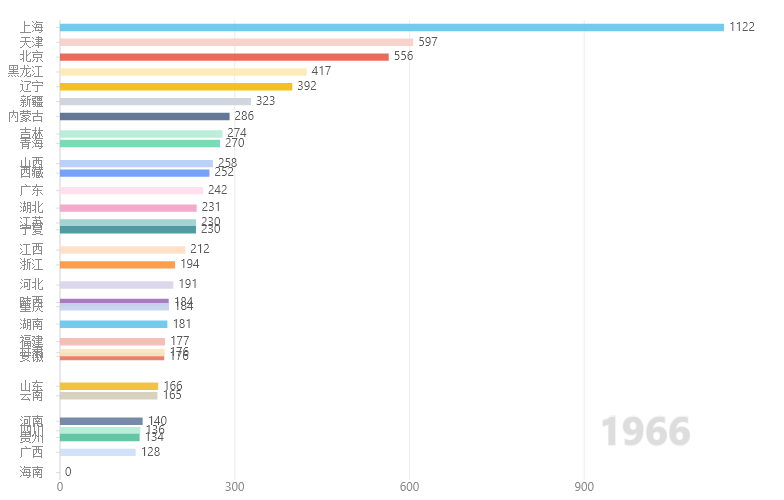 上海 1122
天津 597
北京 556
黑龙江 417
辽宁 392
新疆 323
内蒙古 286
吉林 274
青海 270
山西 258
西藏 252
广东 242
湖北 231
江苏 230
宁夏 230
江西 212
浙江 194
河北 191
陕西 184
重庆 184
湖南 181
福建 177
甘肃 176
安徽 176
山东 166
云南 165
河南 140
四川 136
贵州 134
广西 128
海南 0
1966
0 300 600 900